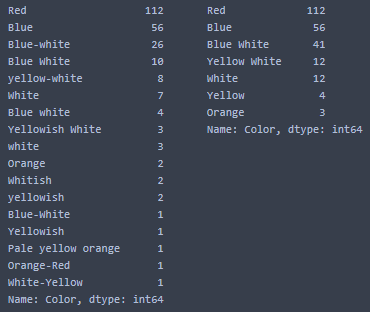 Red 112
Blue 56
Blue-white 26
Blue White 10
yellow-white 8
White 7
Blue white 4
Yellowish White 3
white 3
Orange 2
Whitish 2
yellowish 2
Blue-White 1
Yellowish 1
Pale yellow orange 1
Orange-Red 1
White-Yellow 1
Name: Color, dtype: int64
Red 112
Blue 56
Blue White 41
Yellow White 12
White 12
Yellow 4
Orange 3
Name: Color, dtype: int64